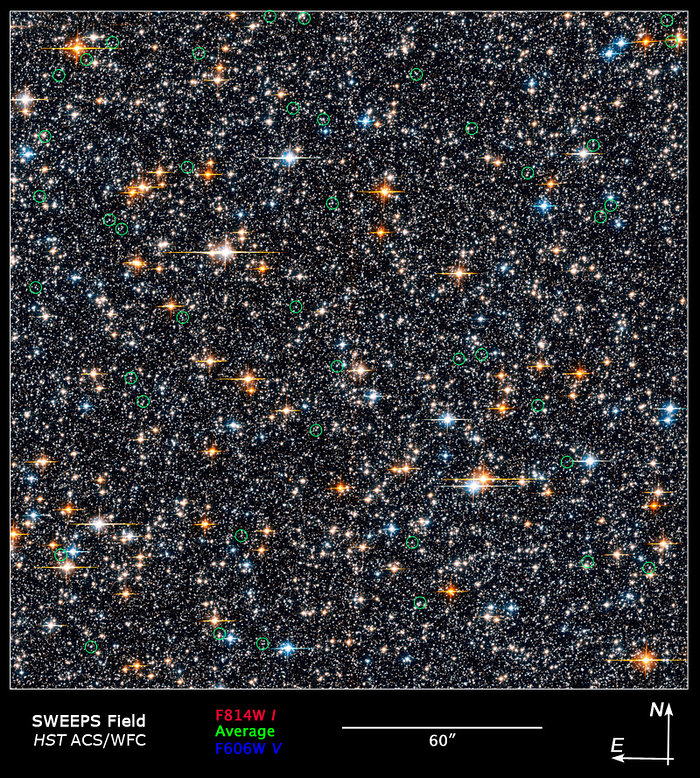 SWEEPS Field
HST ACS/WFC
F814W I
Average
F606W V
60”
N
E